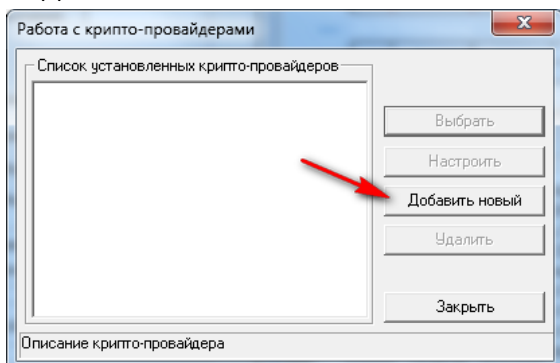 Работа с крипто-провайдерами
Список установленных крипто-провайдеров
Выбрать
Настроить
Добавить новый
Удалить
Закрыть
Описание крипто-провайдера